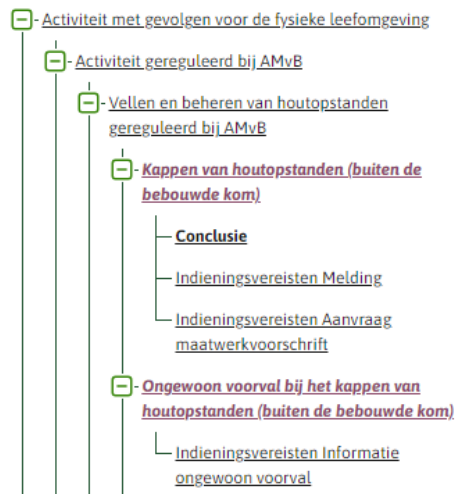 Activiteit met gevolgen voor de fysieke leefomgeving
Activiteit gereguleerd bij AMvB
Vellen en beheren van houtopstanden
gereguleerd bij AMvB
Kappen van houtopstanden (buiten de
bebouwde kom)
Conclusie
Indieningsvereisten Melding
Indieningsvereisten Aanvraag
maatwerkvoorschrift
Ongewoon voorval bij het kappen van
houtopstanden (buiten de bebouwde kom)
Indieningsvereisten Informatie
ongewoon voorval